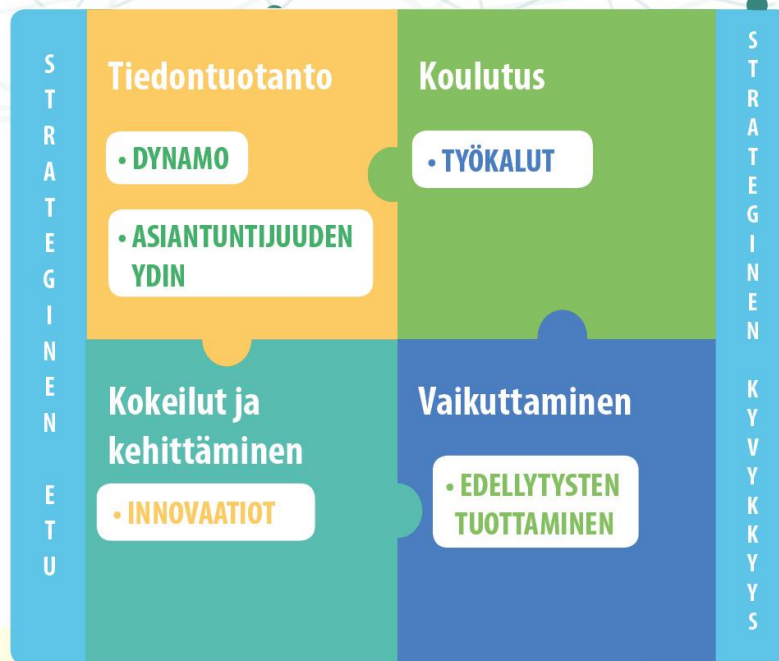 STRATEGINEN ETU
Tiedontuotanto
• DYNAMO
• ASIANTUNTIJUUDEN
YDIN
Koulutus
• TYÖKALUT
Kokeilut ja
kehittäminen
• INNOVAATIOT
Vaikuttaminen
• EDELLYTYSTEN
TUOTTAMINEN
STRATEGINEN KYVYKKYYS